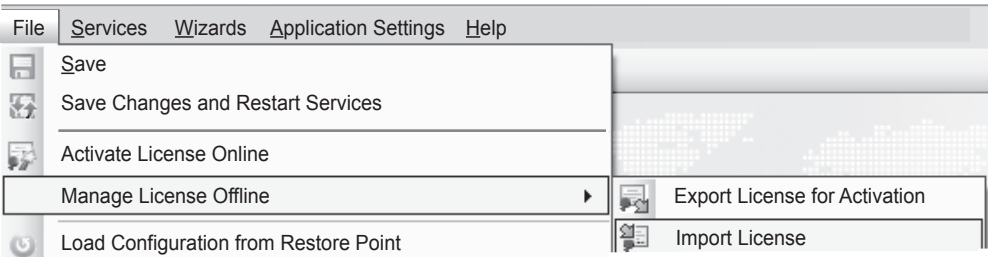 File Services Wizards Application Settings Help
Save
Save Changes and Restart Services
Activate License Online
Manage License Offline
Export License for Activation
Import License
Load Configuration from Restore Point